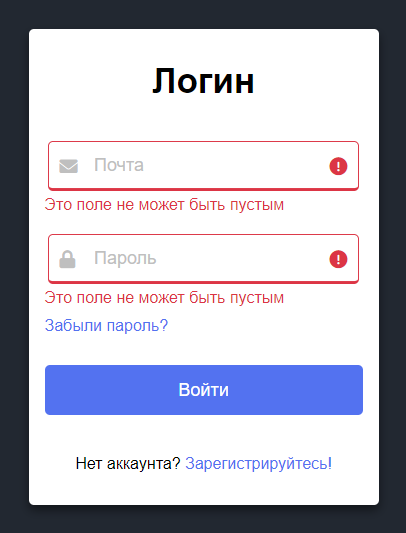 Логин
Почта
Это поле не может быть пустым
Пароль
Это поле не может быть пустым
Забыли пароль?
Войти
Нет аккаунта? Зарегистрируйтесь!